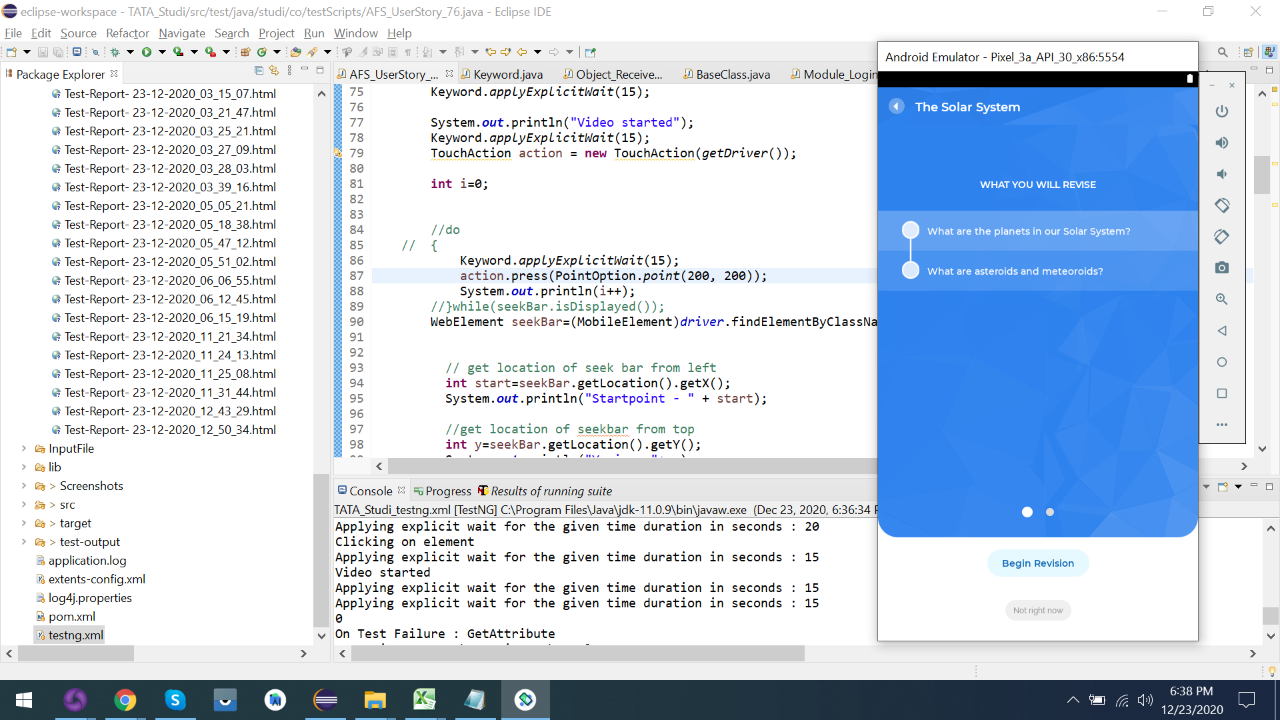 eclipse-workspace - TATA_Studi/src/test/java/studi/co/testScripts/AFS_UserStory_76.java - Eclipse IDE
File Edit Source Refactor Navigate Search Project Run Window Help
Package Explorer
Test-Report- 23-12-2020_03_15_07.html
Test-Report- 23-12-2020_03_21_47.html
Test-Report- 23-12-2020_03_25_21.html
Test-Report- 23-12-2020_03_27_09.html
Test-Report- 23-12-2020_03_28_03.html
Test-Report- 23-12-2020_03_39_16.html
Test-Report- 23-12-2020_05_05_21.html
Test-Report- 23-12-2020_05_18_38.html
Test-Report- 23-12-2020_05_47_12.html
Test-Report- 23-12-2020_05_51_02.html
Test-Report- 23-12-2020_06_06_55.html
Test-Report- 23-12-2020_06_12_45.html
Test-Report- 23-12-2020_06_15_19.html
Test-Report- 23-12-2020_11_21_34.html
Test-Report- 23-12-2020_11_24_13.html
Test-Report- 23-12-2020_11_25_08.html
Test-Report- 23-12-2020_11_31_44.html
Test-Report- 23-12-2020_12_43_29.html
Test-Report- 23-12-2020_12_50_34.html
InputFile
lib
> Screenshots
> src
> target
> test-output
application.log
extents-config.xml
log4j.properties
pom.xml
testng.xml
AFS_UserStory_... Keyword.java Object_Receive... BaseClass.java Module_Login
75 Keyword.applyExplicitWait(15);
76
77 System.out.println("Video started");
78 Keyword.applyExplicitWait(15);
79 TouchAction action = new TouchAction(getDriver());
80
81 int i=0;
82
83
84 //do
85 // {
86 Keyword.applyExplicitWait(15);
87 action.press(PointOption.point(200, 200));
88 System.out.println(i++);
89 //}while(seekBar.isDisplayed());
90 WebElement seekBar=(MobileElement)driver.findElementByClassNa
91
92
93 // get location of seek bar from left
94 int start=seekBar.getLocation().getX();
95 System.out.println("Startpoint - " + start);
96
97 //get location of seekbar from top
98 int y=seekBar.getLocation().getY();
Console Progress Results of running suite
TATA_Studi_testng.xml [TestNG] C:\Program Files\Java\jdk-11.0.9\bin\javaw.exe (Dec 23, 2020, 6:36:34 P
Applying explicit wait for the given time duration in seconds : 20
Clicking on element
Applying explicit wait for the given time duration in seconds : 15
Video started
Applying explicit wait for the given time duration in seconds : 15
Applying explicit wait for the given time duration in seconds : 15
0
On Test Failure : GetAttribute
Android Emulator - Pixel_3a_API_30_x86:5554
The Solar System
WHAT YOU WILL REVISE
What are the planets in our Solar System?
What are asteroids and meteoroids?
Begin Revision
Not right now
6:38 PM
12/23/2020